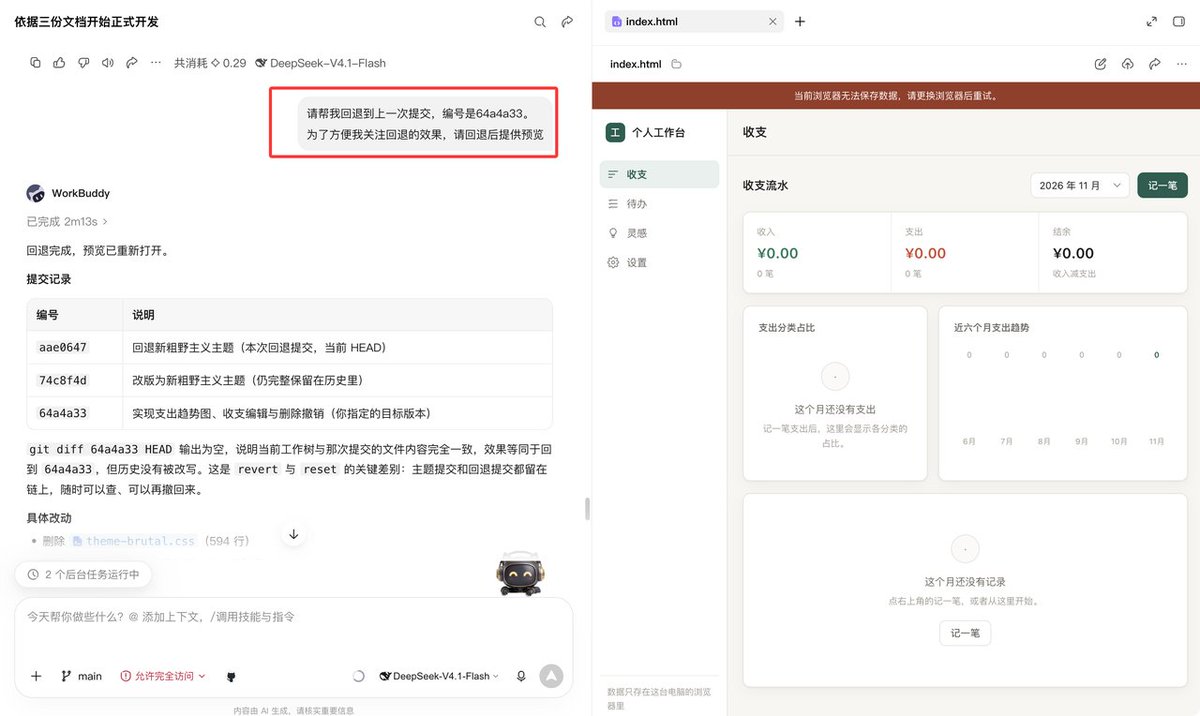 依据三份文档开始正式开发
共消耗 0.29 DeepSeek-V4.1-Flash
请帮我回退到上一次提交，编号是64a4a33。
为了方便我关注回退的效果，请回退后提供预览
WorkBuddy
已完成 2m13s >
回退完成，预览已重新打开。
提交记录
编号 说明
aae0647 回退新粗野主义主题（本次回退提交，当前 HEAD）
74c8f4d 改版为新粗野主义主题（仍完整保留在历史里）
64a4a33 实现支出趋势图、收支编辑与删除撤销（你指定的目标版本）
git diff 64a4a33 HEAD 输出为空，说明当前工作树与那次提交的文件内容完全一致，效果等同于回
到 64a4a33，但历史没有被改写。这是 revert 与 reset 的关键差别：主题提交和回退提交都留在
链上，随时可以查、可以再撤回来。
具体改动
• 删除 theme-brutal.css （594 行）
2 个后台任务运行中
今天帮你做些什么？@ 添加上下文，/调用技能与指令
main 允许完全访问 DeepSeek-V4.1-Flash
内容由 AI 生成，请核实重要信息
index.html
index.html
当前浏览器无法保存数据，请更换浏览器后重试。
工 个人工作台
收支
待办
灵感
设置
数据只存在这台电脑的浏览
器里
收支
收支流水
2026 年 11 月 记一笔
收入 支出 结余
¥0.00 ¥0.00 ¥0.00
0 笔 0 笔 收入减支出
支出分类占比
这个月还没有支出
记一笔支出后，这里会显示各分类的
占比。
近六个月支出趋势
0 0 0 0 0 0
6月 7月 8月 9月 10月 11月
这个月还没有记录
点右上角的记一笔，或者从这里开始。
记一笔